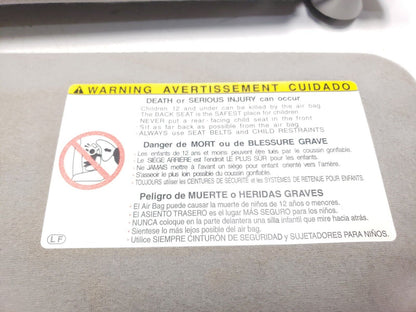 WARNING AVERTISSEMENT CUIDADO
DEATH or SERIOUS INJURY can occur
Children 12 and under can be killed by the air bag
The BACK SEAT is the SAFEST place for children
NEVER put a rear-facing child seat in the front
Sit as far back as possible from the air bag
Always use SEAT BELTS and CHILD RESTRAINTS
Danger de MORT ou de BLESSURE GRAVE
- Les enfants de 12 ans et moins peuvent être tués par le coussin gonflable.
- Le SIÈGE ARRIÈRE est l'endroit LE PLUS SÛR pour les enfants.
- Ne JAMAIS mettre à l'avant un siège pour enfant orienté vers l'arrière.
- S'asseoir le plus loin possible du coussin gonflable.
- TOUJOURS utiliser les CEINTURES DE SÉCURITÉ et les SYSTÈMES DE RETENUE POUR ENFANTS.
Peligro de MUERTE o HERIDAS GRAVES
- El Air Bag puede causar la muerte de niños de 12 años o menores.
- El ASIENTO TRASERO es el lugar MÁS SEGURO para los niños.
- NUNCA coloque en la parte delantera una silla infantil que mire hacia atrás.
- Sientese lo más lejos posible del air bag.
- Utilice SIEMPRE CINTURÓN DE SEGURIDAD y SUJETADORES PARA NIÑOS.
LF